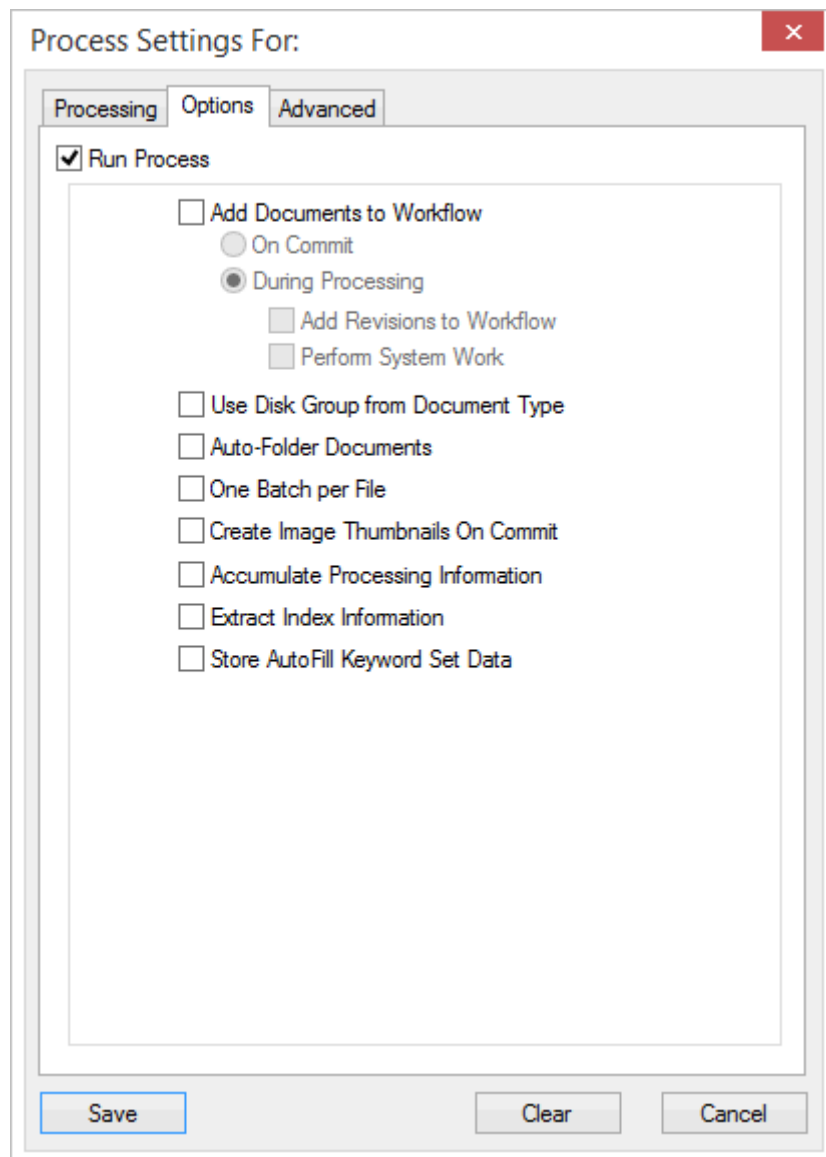 Process Settings For:
Processing Options Advanced
Run Process
Add Documents to Workflow
On Commit
During Processing
Add Revisions to Workflow
Perform System Work
Use Disk Group from Document Type
Auto-Folder Documents
One Batch per File
Create Image Thumbnails On Commit
Accumulate Processing Information
Extract Index Information
Store AutoFill Keyword Set Data
Save Clear Cancel